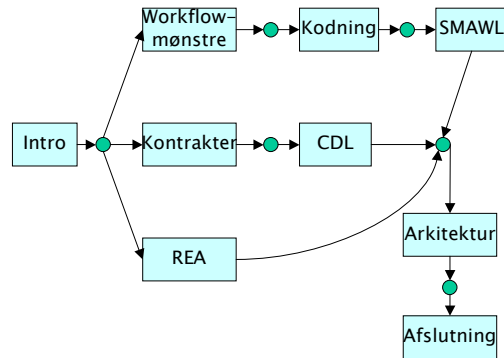 Workflow-
mønstre
Kodning
SMAWL
Intro
Kontrakter
CDL
REA
Arkitektur
Afslutning